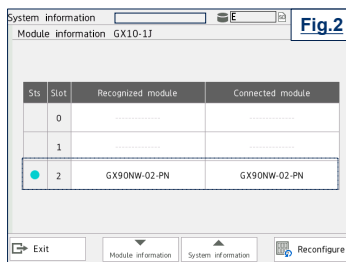 System information
E
Fig.2
Module information GX10-1J
Sts Slot Recognized module Connected module
0 -------------- --------------
1 -------------- --------------
2 GX90NW-02-PN GX90NW-02-PN
Exit Module information System information Reconfigure